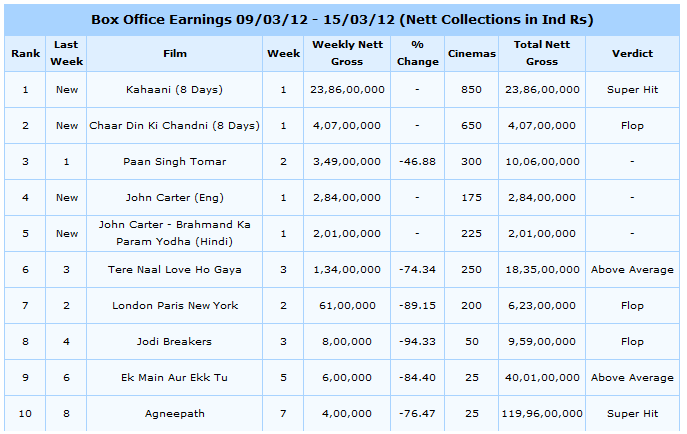 Box Office Earnings 09/03/12 - 15/03/12 (Nett Collections in Ind Rs)
Rank Last Week Film Week Weekly Nett Gross % Change Cinemas Total Nett Gross Verdict
1 New Kahaani (8 Days) 1 23,86,00,000 - 850 23,86,00,000 Super Hit
2 New Chaar Din Ki Chandni (8 Days) 1 4,07,00,000 - 650 4,07,00,000 Flop
3 1 Paan Singh Tomar 2 3,49,00,000 -46.88 300 10,06,00,000 -
4 New John Carter (Eng) 1 2,84,00,000 - 175 2,84,00,000 -
5 New John Carter - Brahmand Ka Param Yodha (Hindi) 1 2,01,00,000 - 225 2,01,00,000 -
6 3 Tere Naal Love Ho Gaya 3 1,34,00,000 -74.34 250 18,35,00,000 Above Average
7 2 London Paris New York 2 61,00,000 -89.15 200 6,23,00,000 Flop
8 4 Jodi Breakers 3 8,00,000 -94.33 50 9,59,00,000 Flop
9 6 Ek Main Aur Ekk Tu 5 6,00,000 -84.40 25 40,01,00,000 Above Average
10 8 Agneepath 7 4,00,000 -76.47 25 119,96,00,000 Super Hit